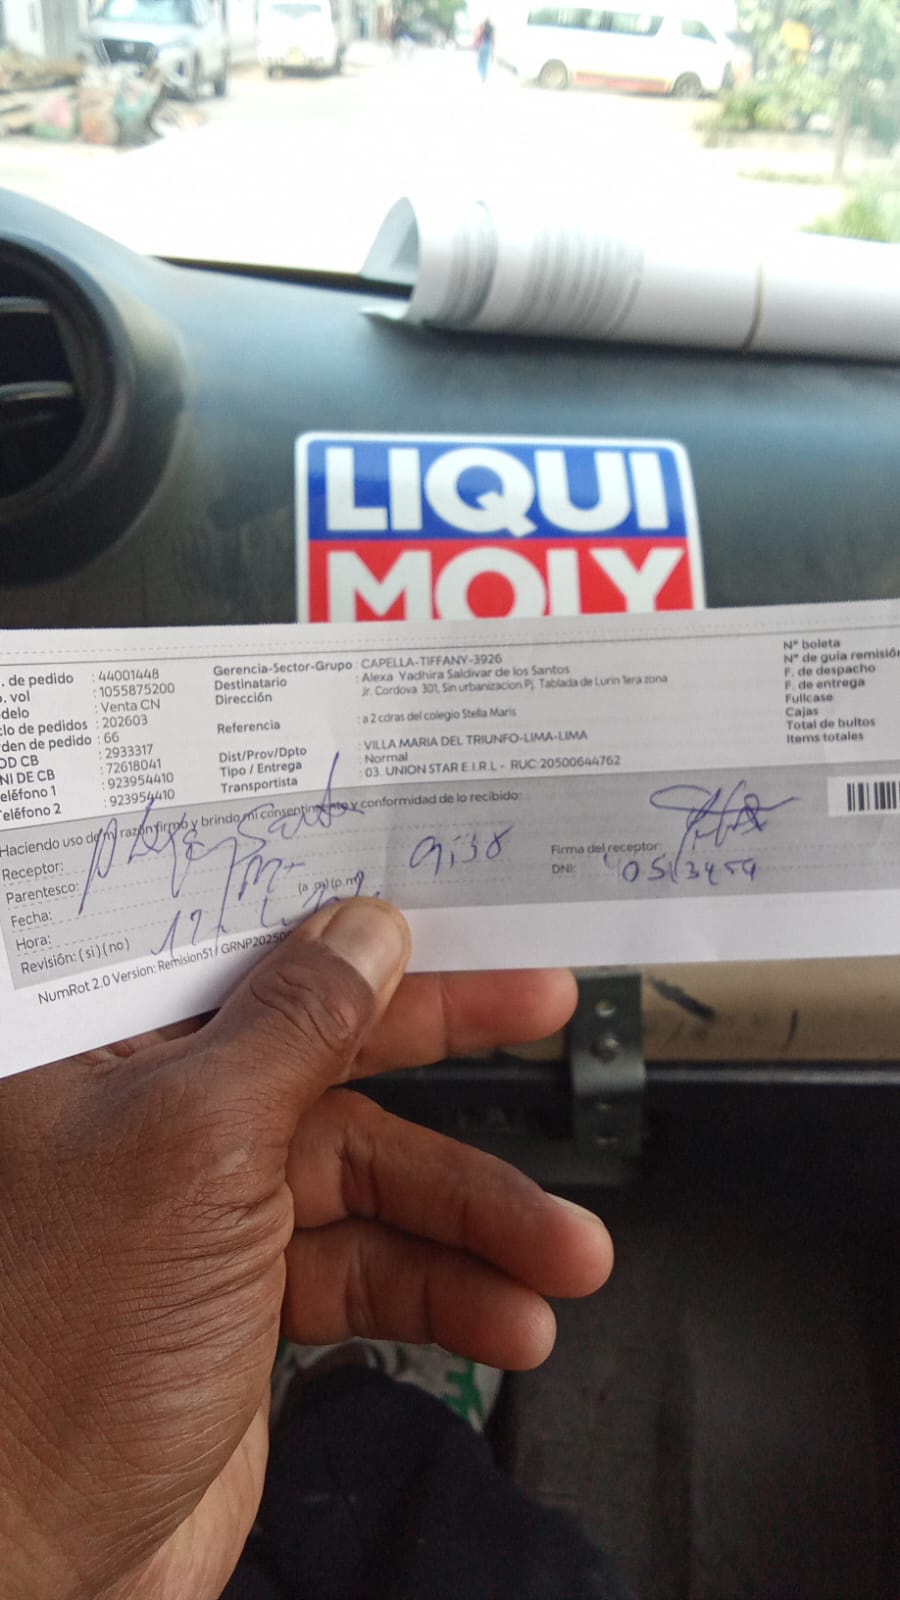 LIQUI
MOLY
. de pedido : 44001448
. vol : 1055875200
delo : Venta CN
clo de pedidos : 202603
rden de pedido : 66
OD CB : 2933317
NI DE CB : 72618041
eléfono 1 : 923954410
eléfono 2 : 923954410
Gerencia-Sector-Grupo : CAPELLA-TIFFANY-3926
Destinatario : Alexa Yadhira Saldivar de los Santos
Dirección Jr. Cordova 301, Sin urbanizacion Pj. Tablada de Lurin 1era zona
Referencia : a 2 cdras del colegio Stella Maris
Dist/Prov/Dpto : VILLA MARIA DEL TRIUNFO-LIMA-LIMA
Tipo / Entrega : Normal
Transportista : 03. UNION STAR E.I.R.L - RUC:20500644762
N° boleta
N° de guía remisión
F. de despacho
F. de entrega
Fullcase
Cajas
Total de bultos
Items totales
Haciendo uso de mi razón firmo y brindo mi consentimiento y conformidad de lo recibido:
Receptor:
Parentesco:
Fecha:
Hora: (a.m) (p.m)
Revisión: (si) (no)
Firma del receptor:
DNI:
NumRot 2.0 Version: Remision51 / GRNP20250